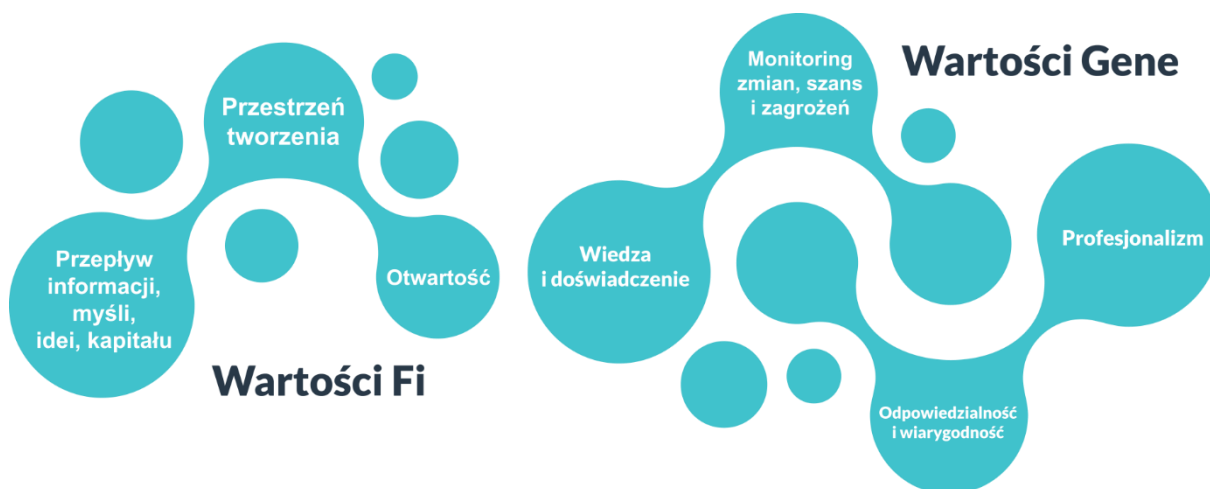 Przestrzeń
tworzenia
Przepływ
informacji,
myśli,
idei, kapitału
Otwartość
Wartości Fi
Monitoring
zmian, szans
i zagrożeń
Wartości Gene
Wiedza
i doświadczenie
Profesjonalizm
Odpowiedzialność
i wiarygodność